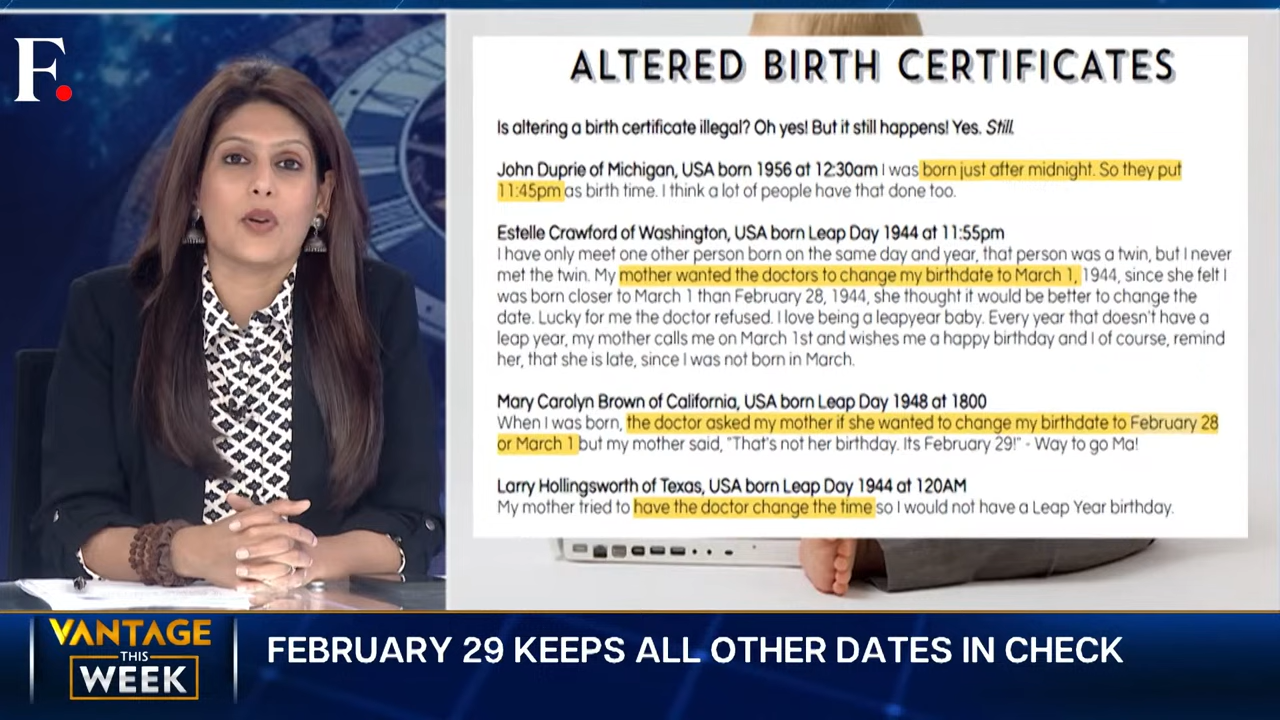 F.
ALTERED BIRTH CERTIFICATES
Is altering a birth certificate illegal? Oh yes! But it still happens! Yes. Still.
John Duprie of Michigan, USA born 1956 at 12:30am I was born just after midnight. So they put
11:45pm as birth time. I think a lot of people have that done too.
Estelle Crawford of Washington, USA born Leap Day 1944 at 11:55pm
I have only meet one other person born on the same day and year, that person was a twin, but I never
met the twin. My mother wanted the doctors to change my birthdate to March 1, 1944, since she felt I
was born closer to March 1 than February 28, 1944, she thought it would be better to change the
date. Lucky for me the doctor refused. I love being a leapyear baby. Every year that doesn't have a
leap year, my mother calls me on March 1st and wishes me a happy birthday and I of course, remind
her, that she is late, since I was not born in March.
Mary Carolyn Brown of California, USA born Leap Day 1948 at 1800
When I was born, the doctor asked my mother if she wanted to change my birthdate to February 28
or March 1 but my mother said, "That's not her birthday. Its February 29!" - Way to go Ma!
Larry Hollingsworth of Texas, USA born Leap Day 1944 at 120AM
My mother tried to have the doctor change the time so I would not have a Leap Year birthday.
VANTAGE
THIS
WEEK
FEBRUARY 29 KEEPS ALL OTHER DATES IN CHECK